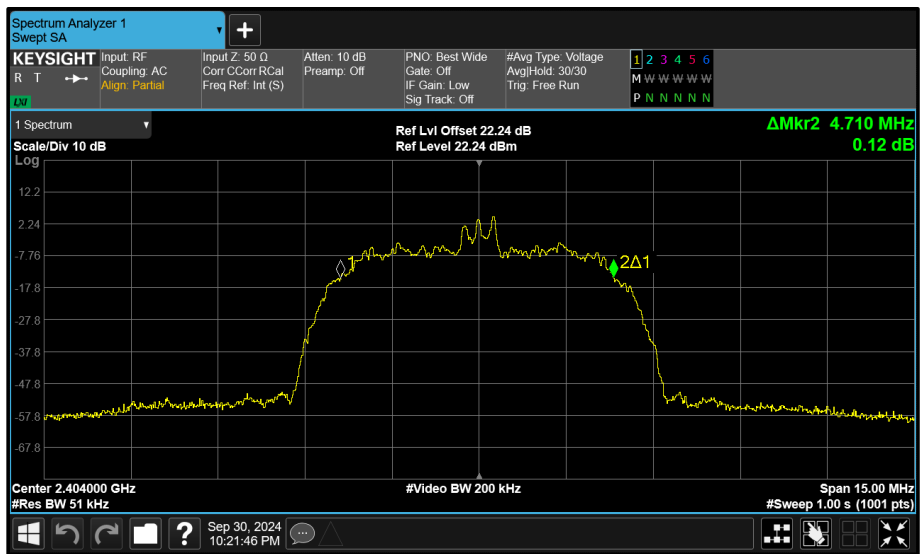 Spectrum Analyzer 1
Swept SA
+
KEYSIGHT
R T
LXI
Input: RF
Coupling: AC
Align: Partial
Input Z: 50 Ω
Corr CCorr RCal
Freq Ref: Int (S)
Atten: 10 dB
Preamp: Off
PNO: Best Wide
Gate: Off
IF Gain: Low
Sig Track: Off
#Avg Type: Voltage
Avg|Hold: 30/30
Trig: Free Run
1 2 3 4 5 6
M W W W W W
P N N N N N
1 Spectrum
Scale/Div 10 dB
Ref Lvl Offset 22.24 dB
Ref Level 22.24 dBm
ΔMkr2 4.710 MHz
0.12 dB
Log
12.2
2.24
-7.76
-17.8
-27.8
-37.8
-47.8
-57.8
-67.8
1
2Δ1
Center 2.404000 GHz
#Res BW 51 kHz
#Video BW 200 kHz
Span 15.00 MHz
#Sweep 1.00 s (1001 pts)
?
Sep 30, 2024
10:21:46 PM